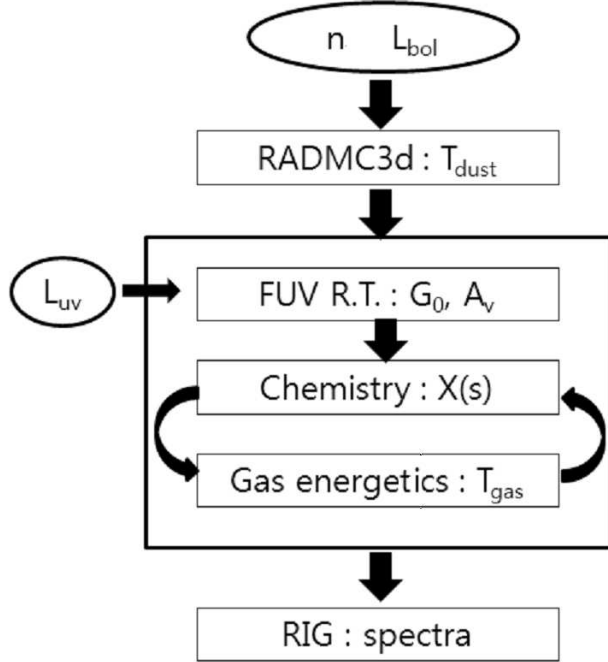 n L_bol
RADMC3d : T_dust
L_uv
FUV R.T. : G_0, A_v
Chemistry : X(s)
Gas energetics : T_gas
RIG : spectra